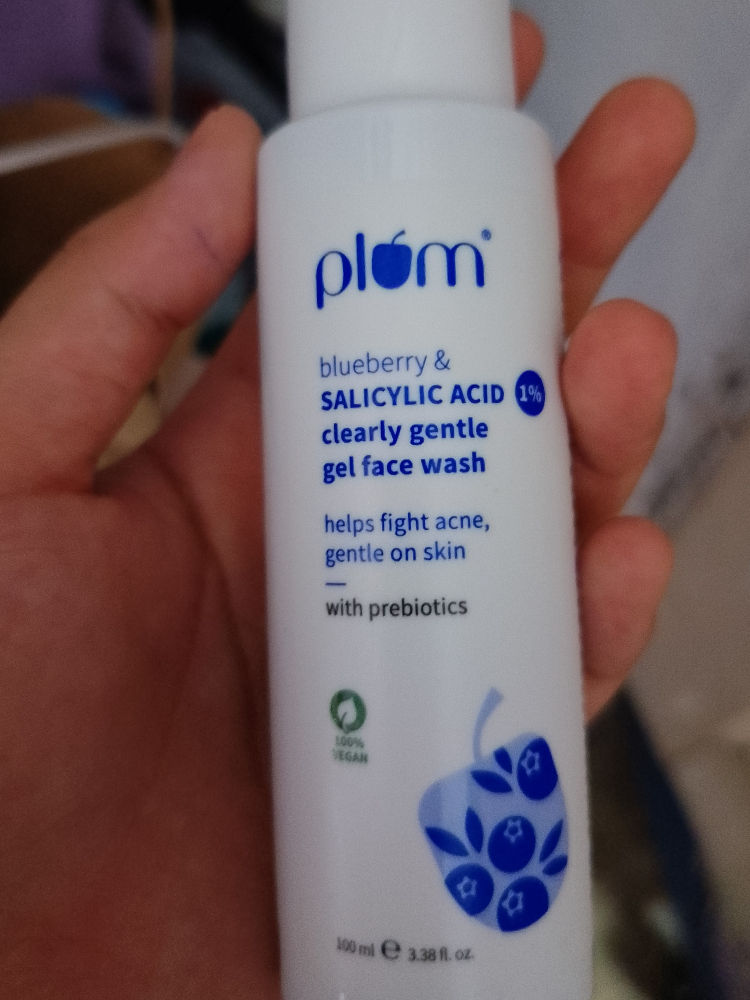 plum®
blueberry &
SALICYLIC ACID 1%
clearly gentle
gel face wash
helps fight acne,
gentle on skin
with prebiotics
100%
VEGAN
100 ml e 3.38 fl. oz.